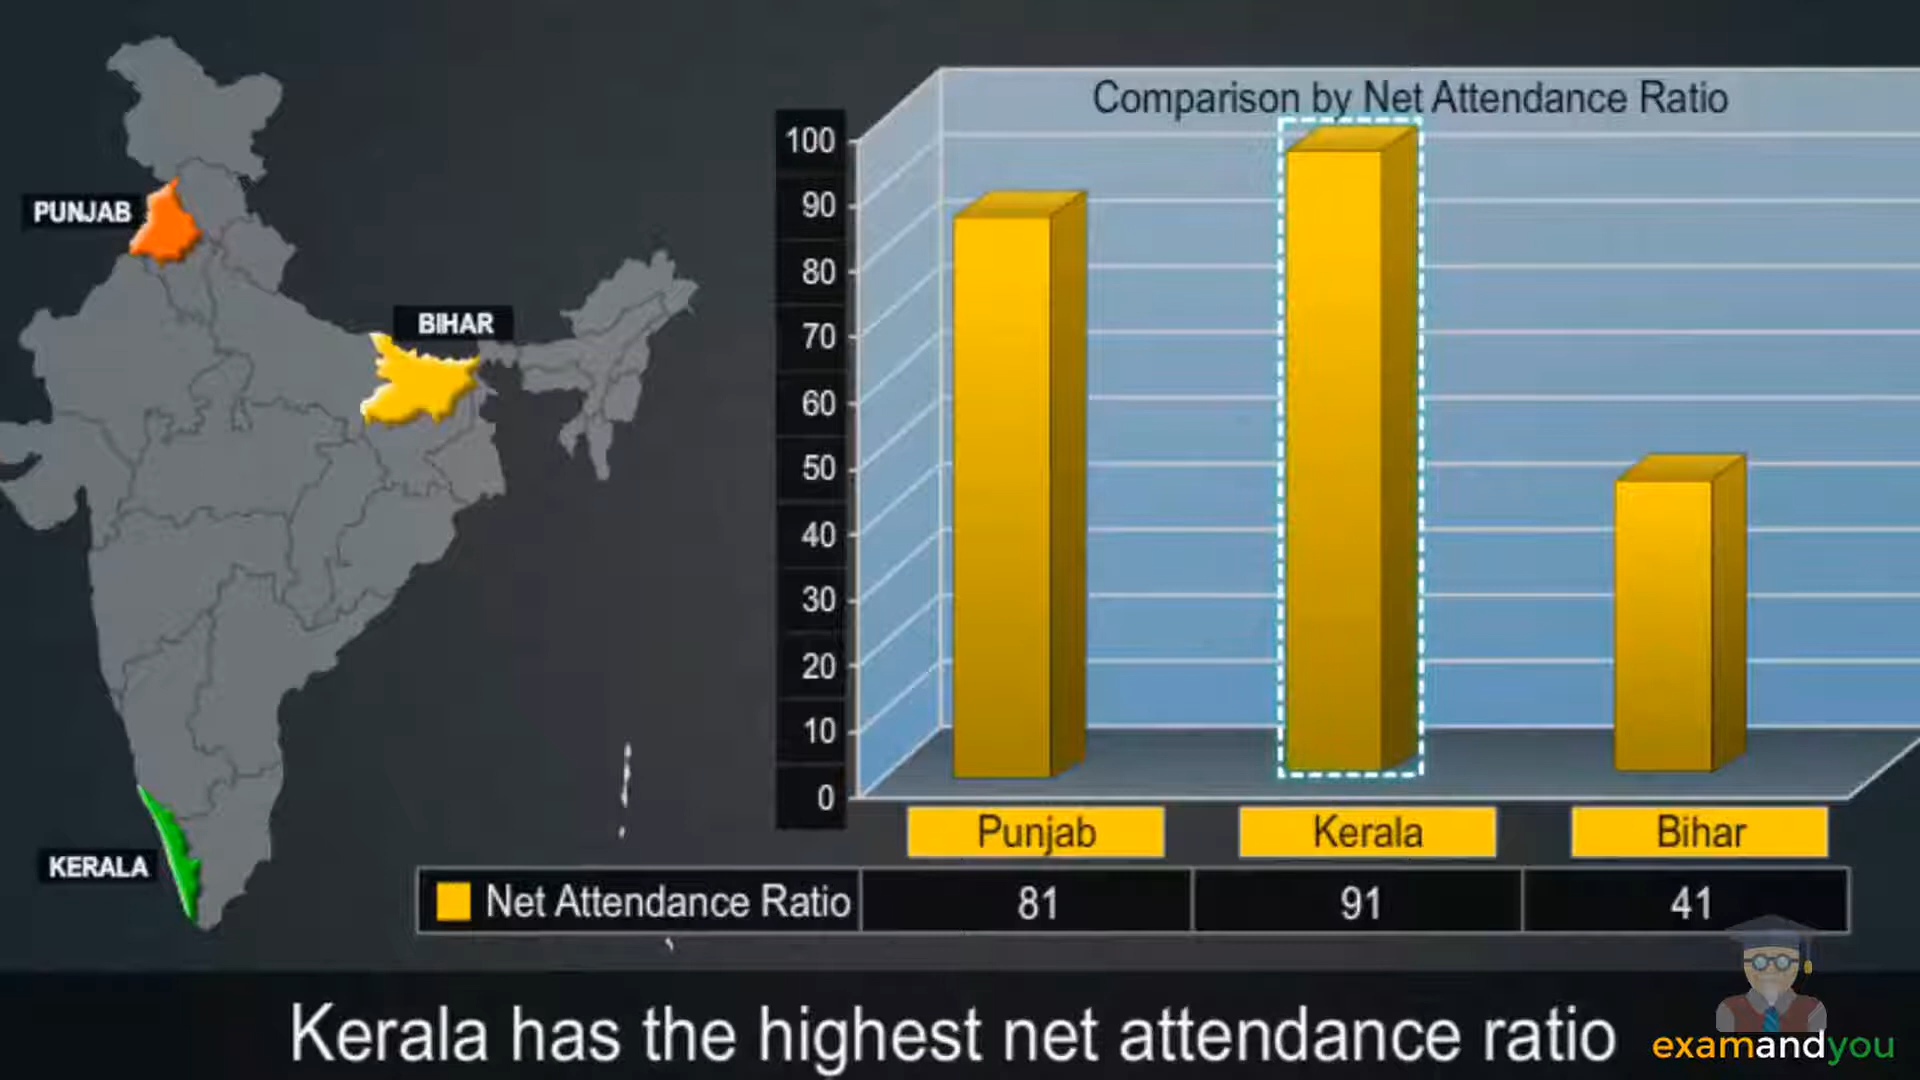 Comparison by Net Attendance Ratio
PUNJAB
BIHAR
KERALA
100
90
80
70
60
50
40
30
20
10
0
Punjab Kerala Bihar
Net Attendance Ratio 81 91 41
Kerala has the highest net attendance ratio
examandyou